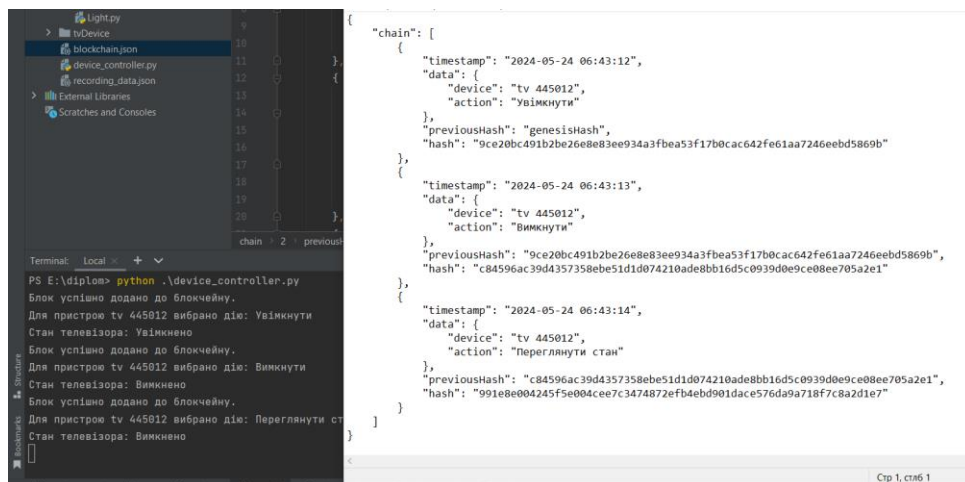 Light.py
tvDevice
blockchain.json
device_controller.py
recording_data.json
External Libraries
Scratches and Consoles
9
10
11 },
12 {
13
14
15
16
17
18
19
20 },
chain › 2 › previousH
Terminal: Local × +
PS E:\diplom> python .\device_controller.py
Блок успішно додано до блокчейну.
Для пристрою tv 445012 вибрано дію: Увімкнути
Стан телевізора: Увімкнено
Блок успішно додано до блокчейну.
Для пристрою tv 445012 вибрано дію: Вимкнути
Стан телевізора: Вимкнено
Блок успішно додано до блокчейну.
Для пристрою tv 445012 вибрано дію: Переглянути ст
Стан телевізора: Вимкнено
Structure
Bookmarks
{
"chain": [
{
"timestamp": "2024-05-24 06:43:12",
"data": {
"device": "tv 445012",
"action": "Увімкнути"
},
"previousHash": "genesisHash",
"hash": "9ce20bc491b2be26e8e83ee934a3fbea53f17b0cac642fe61aa7246eebd5869b"
},
{
"timestamp": "2024-05-24 06:43:13",
"data": {
"device": "tv 445012",
"action": "Вимкнути"
},
"previousHash": "9ce20bc491b2be26e8e83ee934a3fbea53f17b0cac642fe61aa7246eebd5869b",
"hash": "c84596ac39d4357358ebe51d1d074210ade8bb16d5c0939d0e9ce08ee705a2e1"
},
{
"timestamp": "2024-05-24 06:43:14",
"data": {
"device": "tv 445012",
"action": "Переглянути стан"
},
"previousHash": "c84596ac39d4357358ebe51d1d074210ade8bb16d5c0939d0e9ce08ee705a2e1",
"hash": "991e8e004245f5e004cee7c3474872efb4ebd901dace576da9a718f7c8a2d1e7"
}
]
}
Стр 1, стлб 1